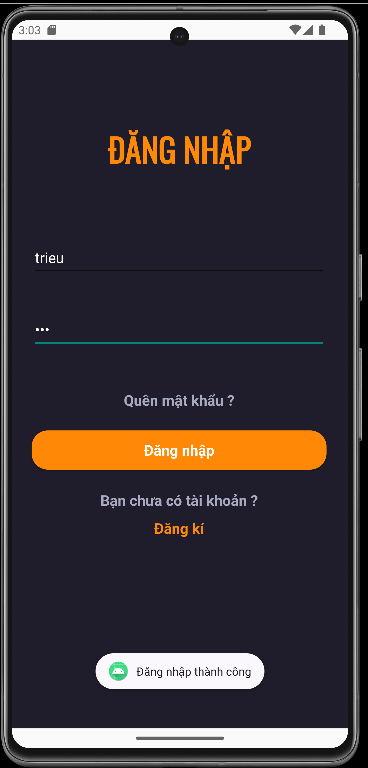 3:03
ĐĂNG NHẬP
trieu
•••
Quên mật khẩu ?
Đăng nhập
Bạn chưa có tài khoản ?
Đăng kí
Đăng nhập thành công